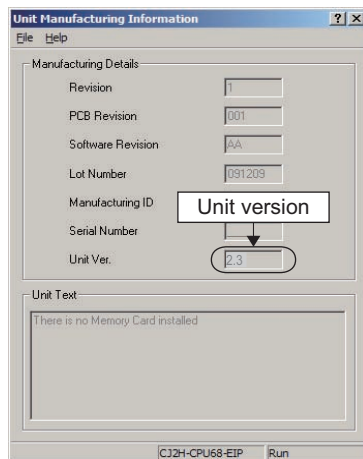 Unit Manufacturing Information
File Help
Manufacturing Details
Revision 1
PCB Revision 001
Software Revision AA
Lot Number 091209
Manufacturing ID
Unit version
Serial Number
Unit Ver. 2.3
Unit Text
There is no Memory Card installed
CJ2H-CPU68-EIP Run